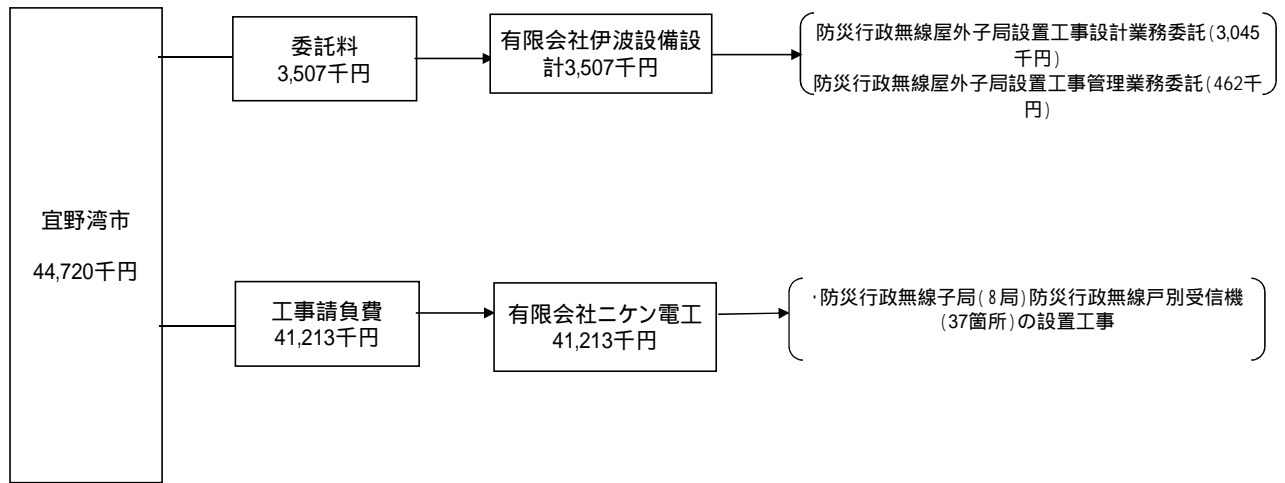 宜野湾市
44,720千円
委託料
3,507千円
有限会社伊波設備設
計3,507千円
防災行政無線屋外子局設置工事設計業務委託(3,045
千円)
防災行政無線屋外子局設置工事管理業務委託(462千
円)
工事請負費
41,213千円
有限会社ニケン電工
41,213千円
・防災行政無線子局(8局)防災行政無線戸別受信機
(37箇所)の設置工事